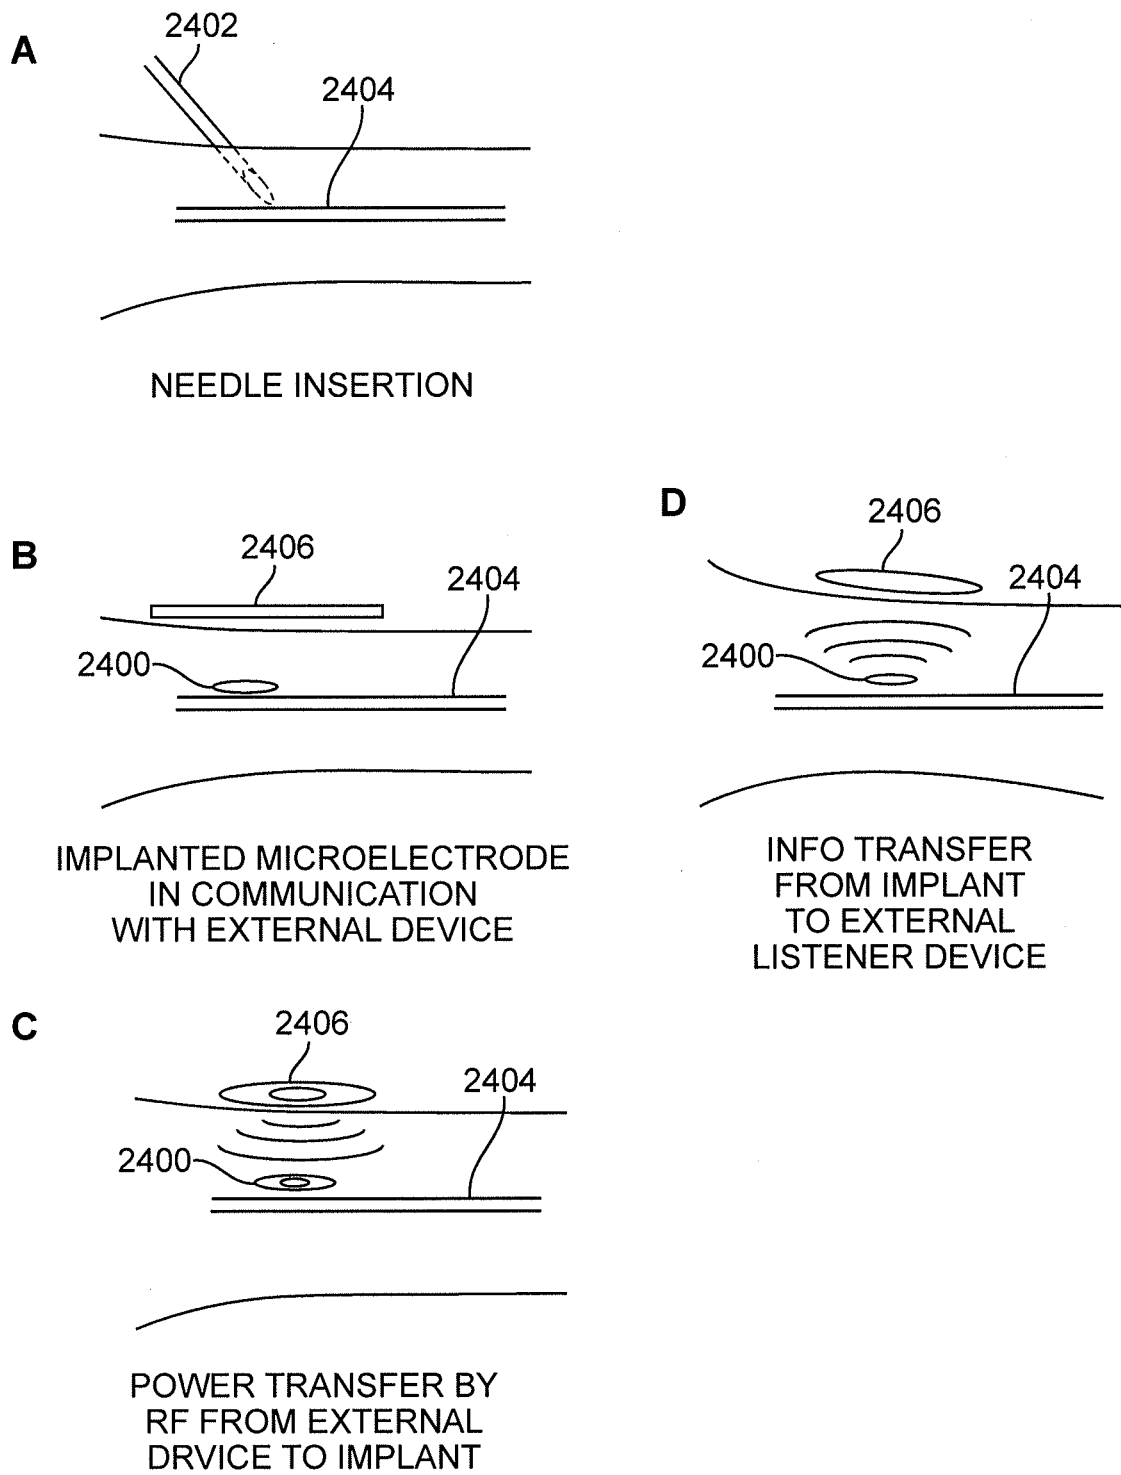 A
2402
2404
NEEDLE INSERTION
B
2406
2404
2400
IMPLANTED MICROELECTRODE
IN COMMUNICATION
WITH EXTERNAL DEVICE
D
2406
2404
2400
INFO TRANSFER
FROM IMPLANT
TO EXTERNAL
LISTENER DEVICE
C
2406
2404
2400
POWER TRANSFER BY
RF FROM EXTERNAL
DRVICE TO IMPLANT